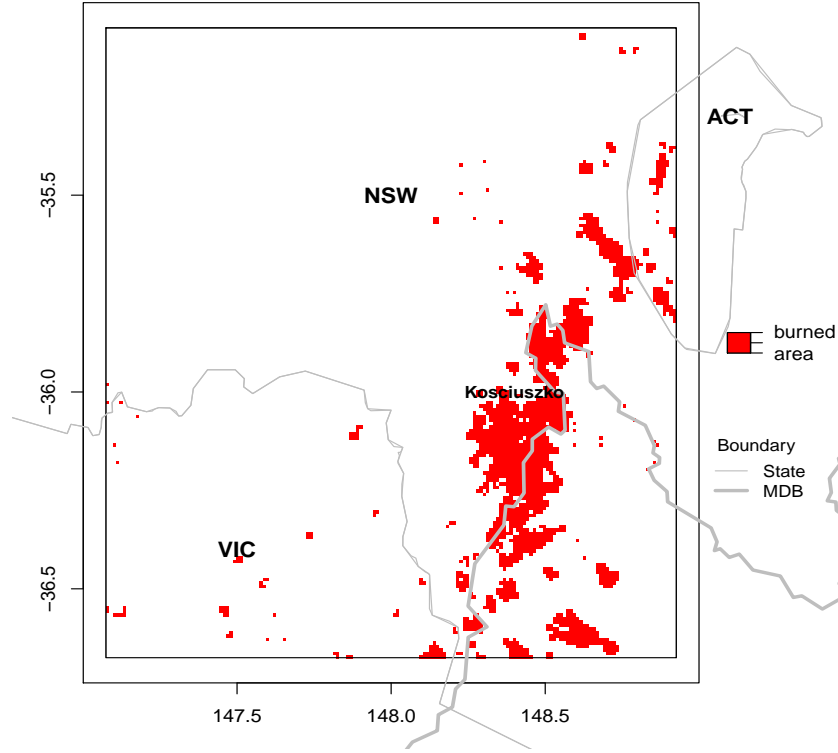 ACT
−35.5
NSW
burned
area
−36.0
Kosciuszko
Boundary
State
MDB
VIC
−36.5
147.5
148.0
148.5